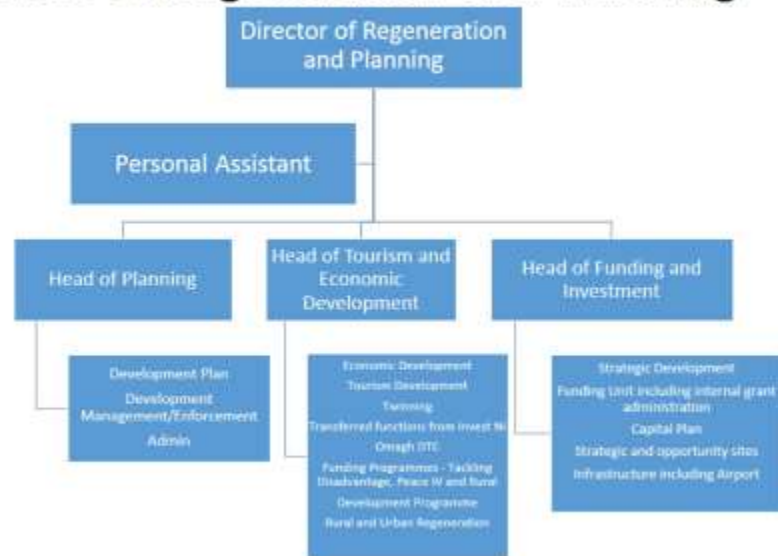 Director of Regeneration
and Planning
Personal Assistant
Head of Planning
Head of Tourism and
Economic
Development
Head of Funding and
Investment
Development Plan
Development
Management/Enforcement
Admin
Economic Development
Tourism Development
Twinning
Transferred functions from Invest NI
Omagh DTC
Funding Programmes - Tackling
Disadvantage, Peace IV and Rural
Development Programme
Rural and Urban Regeneration
Strategic Development
Funding Unit including internal grant
administration
Capital Plan
Strategic and opportunity sites
Infrastructure including Airport